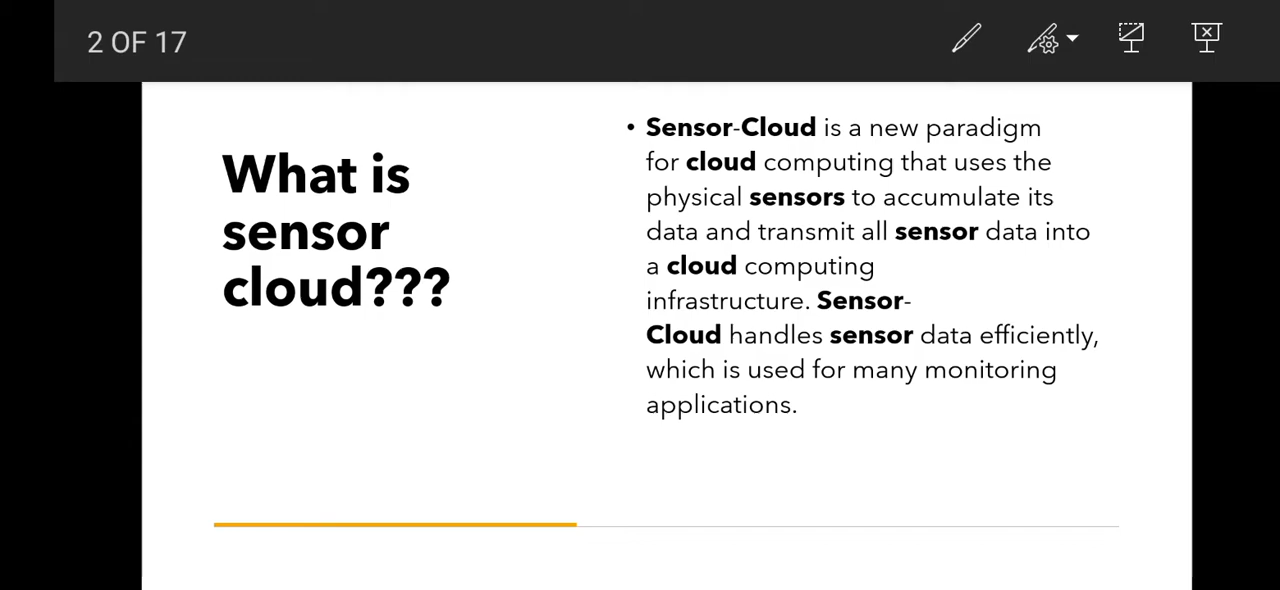 2 OF 17
What is
sensor
cloud???
• Sensor-Cloud is a new paradigm
for cloud computing that uses the
physical sensors to accumulate its
data and transmit all sensor data into
a cloud computing
infrastructure. Sensor-
Cloud handles sensor data efficiently,
which is used for many monitoring
applications.